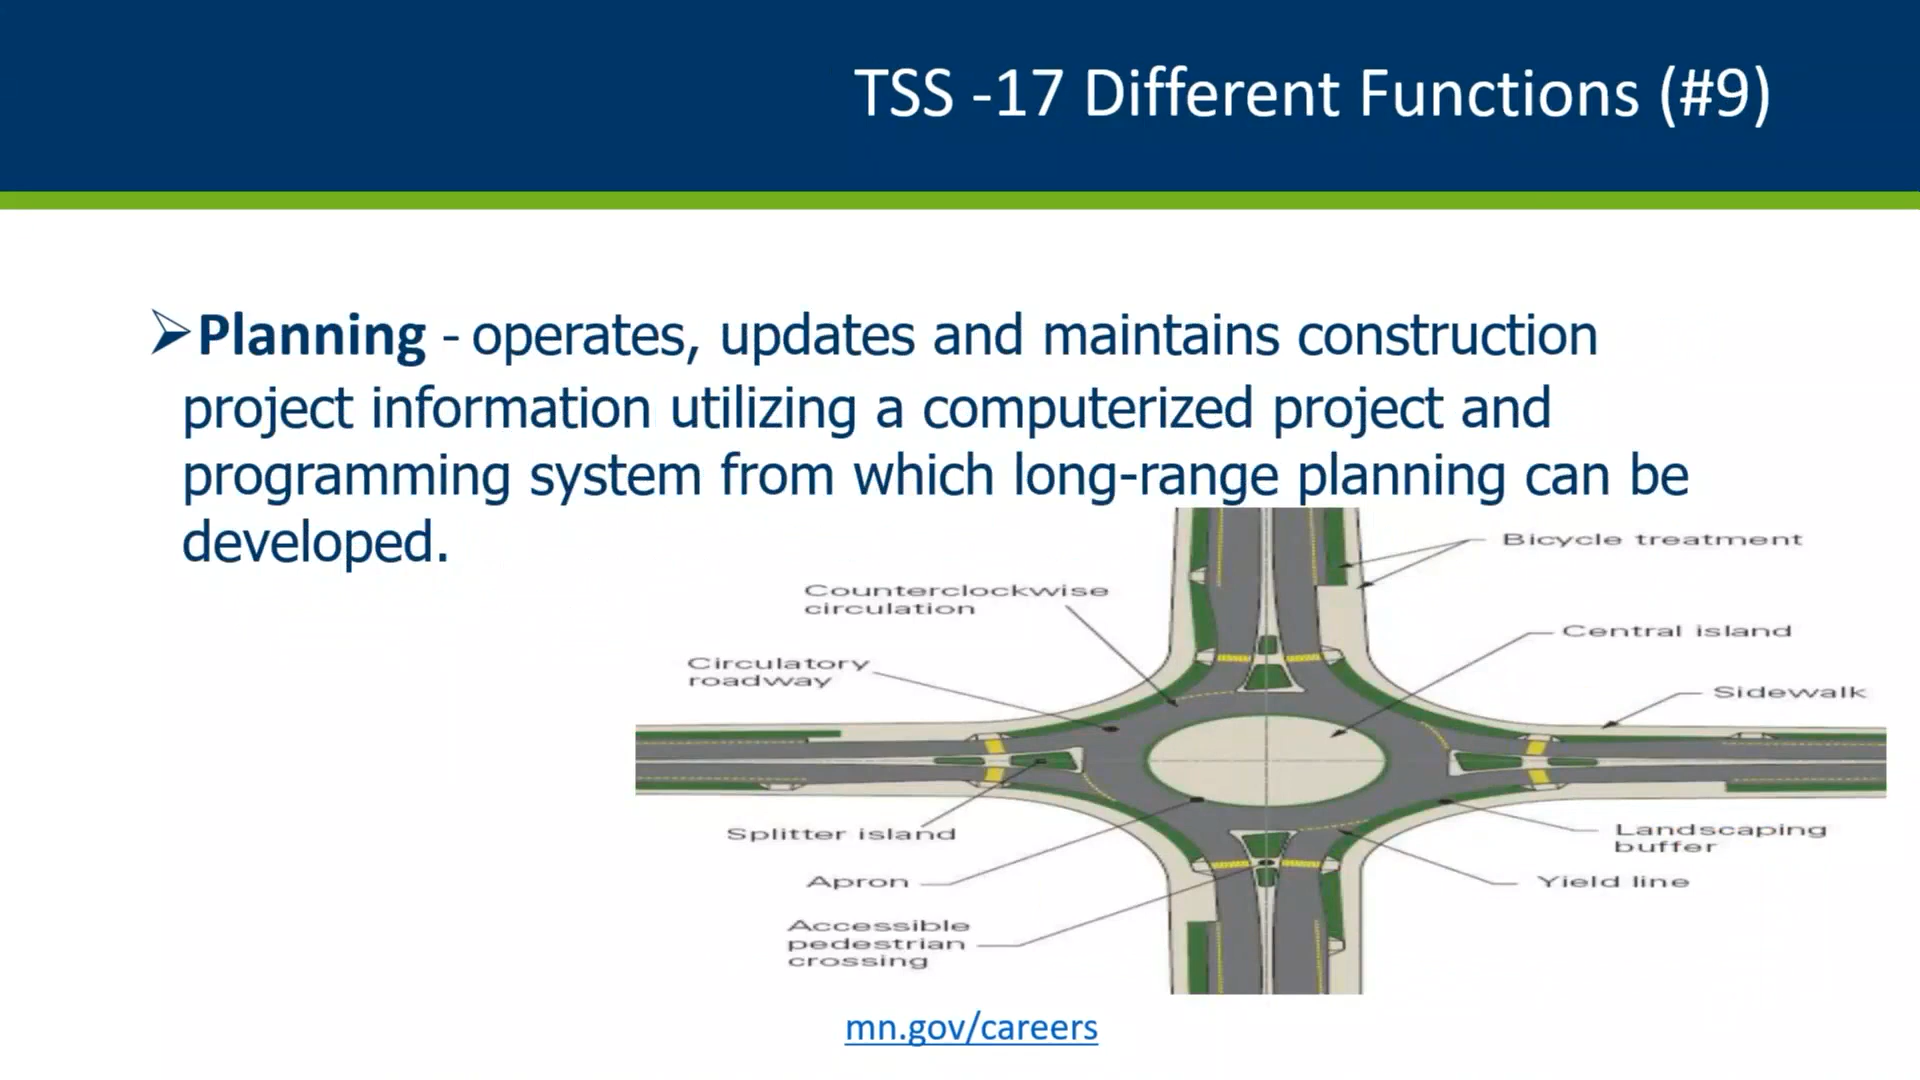 TSS -17 Different Functions (#9)
➢Planning - operates, updates and maintains construction
project information utilizing a computerized project and
programming system from which long-range planning can be
developed.
Bicycle treatment
Counterclockwise
circulation
Central island
Circulatory
roadway
Sidewalk
Splitter island
Landscaping
buffer
Apron
Yield line
Accessible
pedestrian
crossing
mn.gov/careers